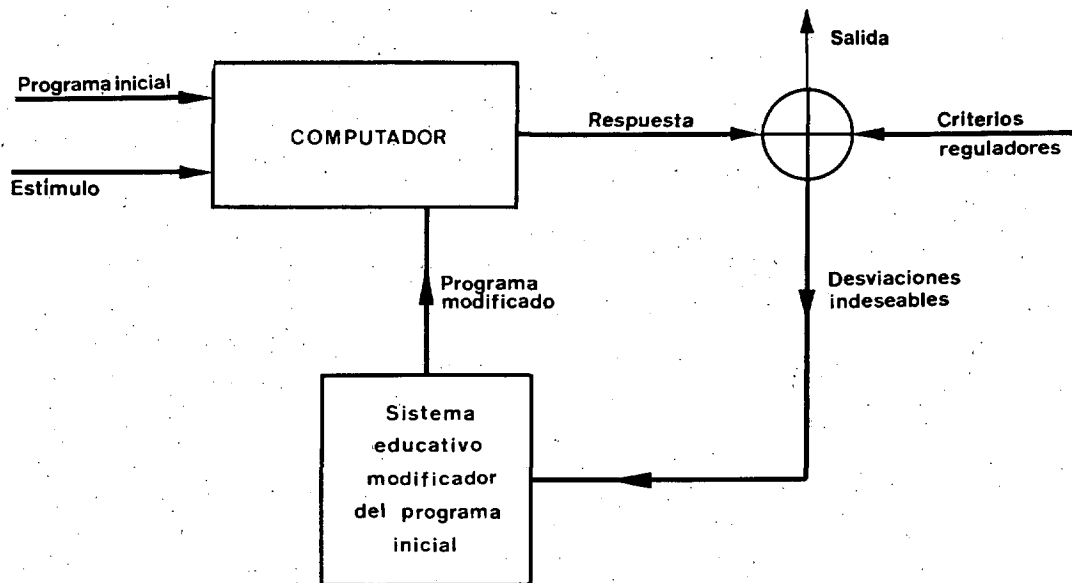 Salida
Programa inicial
COMPUTADOR
Respuesta
Criterios
reguladores
Estímulo
Programa
modificado
Desviaciones
indeseables
Sistema
educativo
modificador
del programa
inicial